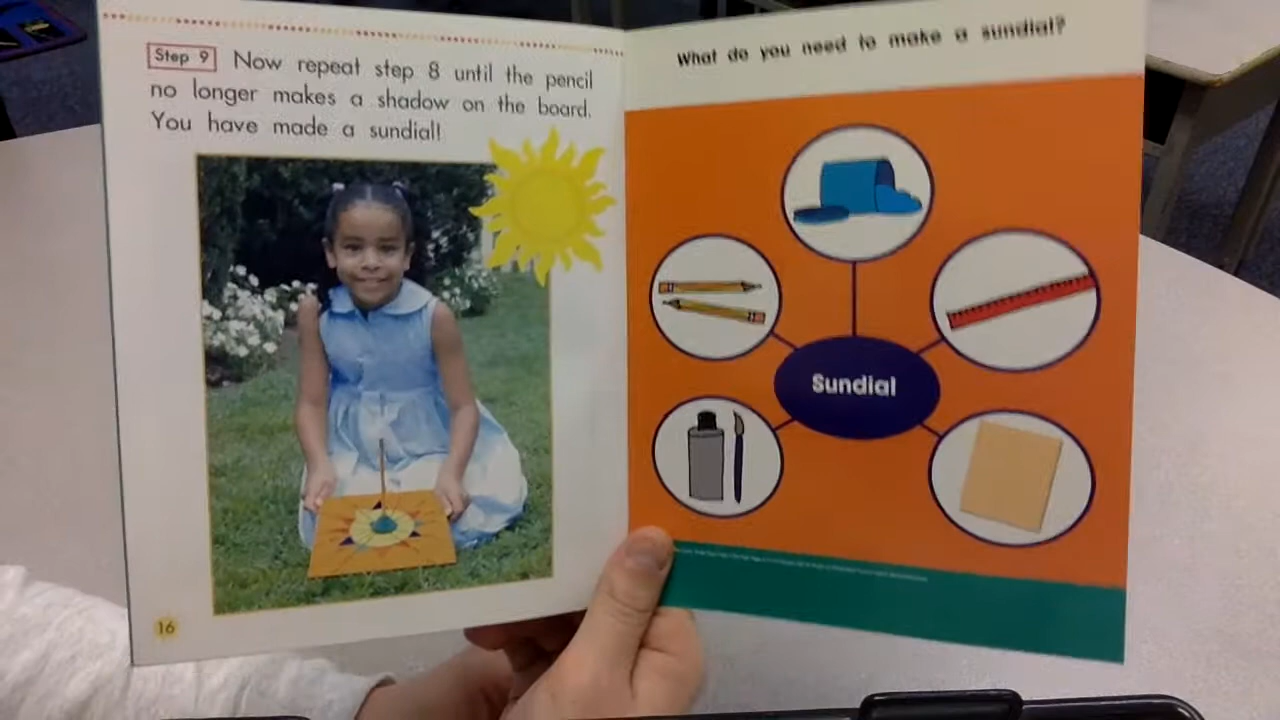 Step 9 Now repeat step 8 until the pencil
no longer makes a shadow on the board.
You have made a sundial!
16
What do you need to make a sundial?
Sundial